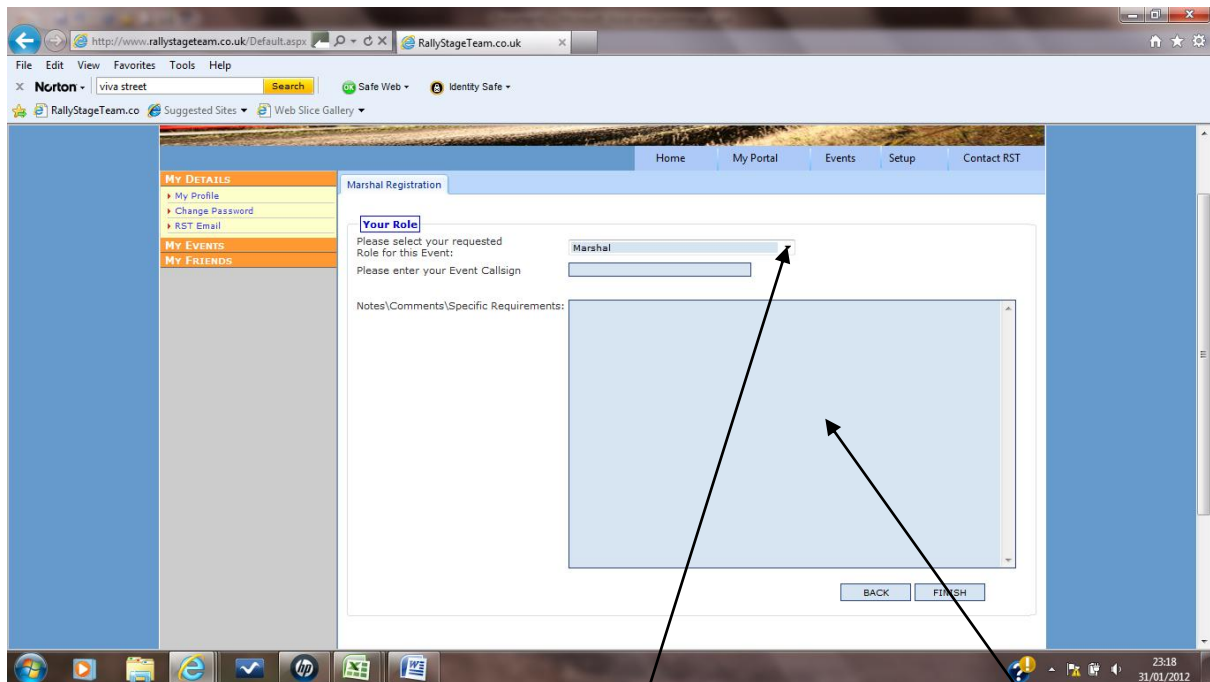 http://www.rallystageteam.co.uk/Default.aspx
RallyStageTeam.co.uk
File Edit View Favorites Tools Help
x Norton viva street Search OK Safe Web Identity Safe
RallyStageTeam.co Suggested Sites Web Slice Gallery
Home My Portal Events Setup Contact RST
MY DETAILS
My Profile
Change Password
RST Email
MY EVENTS
MY FRIENDS
Marshal Registration
Your Role
Please select your requested
Role for this Event:
Marshal
Please enter your Event Callsign
Notes\Comments\Specific Requirements:
BACK FINISH
hp
23:18
31/01/2012